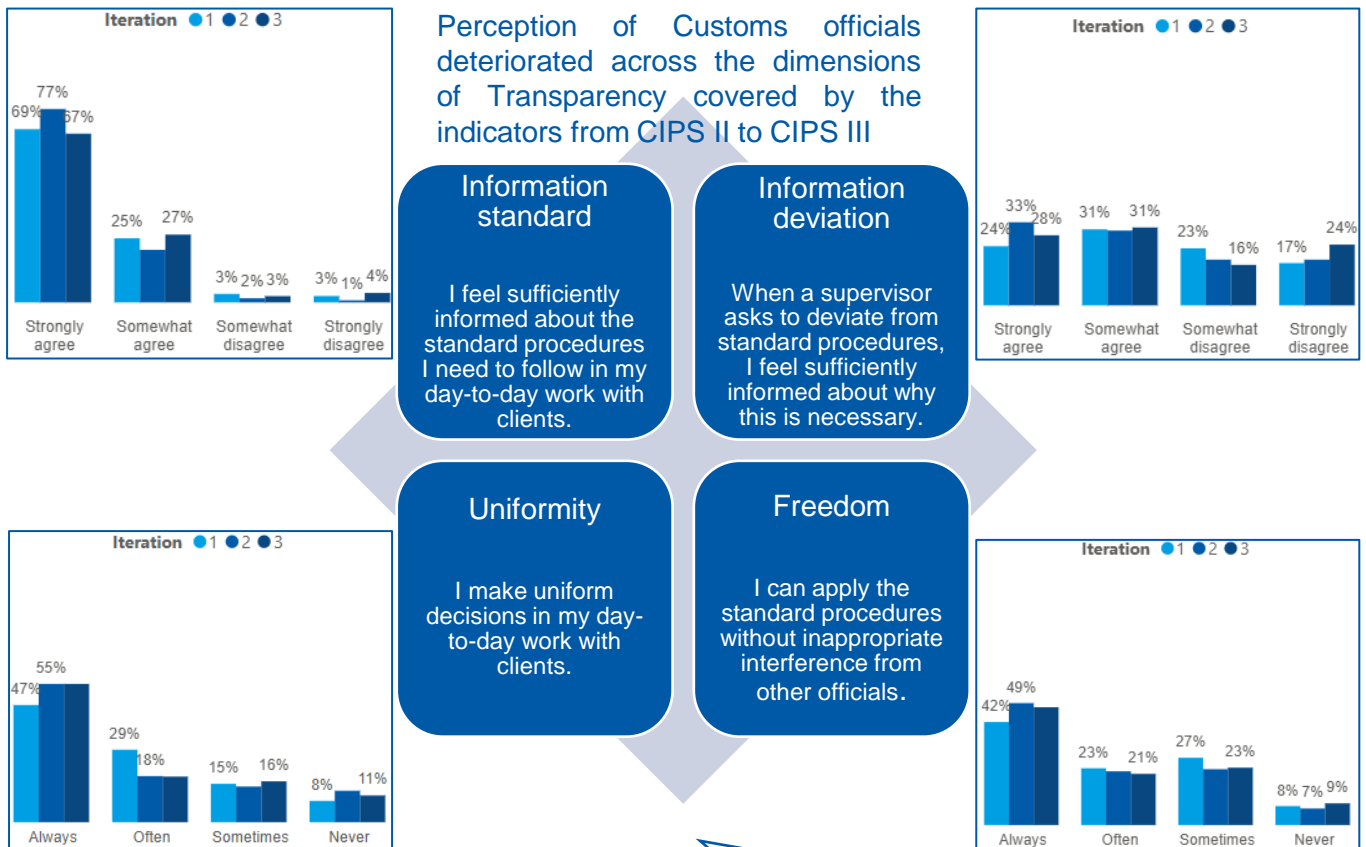 Perception of Customs officials
deteriorated across the dimensions
of Transparency covered by the
indicators from CIPS II to CIPS III
Iteration 1 2 3
69% 77% 67%
25% 27%
3% 2% 3%
3% 1% 4%
Strongly agree Somewhat agree Somewhat disagree Strongly disagree
Information
standard
I feel sufficiently
informed about the
standard procedures
I need to follow in my
day-to-day work with
clients.
Information
deviation
When a supervisor
asks to deviate from
standard procedures,
I feel sufficiently
informed about why
this is necessary.
Iteration 1 2 3
24% 33% 28%
31% 31%
23% 16%
17% 24%
Strongly agree Somewhat agree Somewhat disagree Strongly disagree
Iteration 1 2 3
47% 55%
29% 18%
15% 16%
8% 11%
Always Often Sometimes Never
Uniformity
I make uniform
decisions in my day-
to-day work with
clients.
Freedom
I can apply the
standard procedures
without inappropriate
interference from
other officials.
Iteration 1 2 3
42% 49%
23% 21%
27% 23%
8% 7% 9%
Always Often Sometimes Never